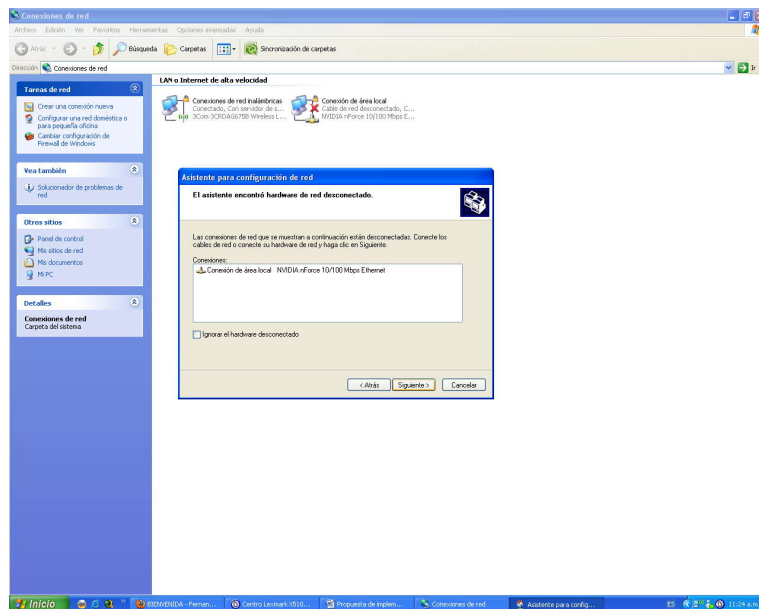 Conexiones de red
Archivo Edición Ver Favoritos Herramientas Opciones avanzadas Ayuda
Atrás Búsqueda Carpetas Sincronización de carpetas
Dirección Conexiones de red Ir
Tareas de red
Crear una conexión nueva
Configurar una red doméstica o
para pequeña oficina
Cambiar configuración de
Firewall de Windows
Vea también
Solucionador de problemas de
red
Otros sitios
Panel de control
Mis sitios de red
Mis documentos
Mi PC
Detalles
Conexiones de red
Carpeta del sistema
LAN o Internet de alta velocidad
Conexiones de red inalámbricas
Conectado, Con servidor de s...
3Com 3CRDAG675B Wireless L...
Conexión de área local
Cable de red desconectado, C...
NVIDIA nForce 10/100 Mbps E...
Asistente para configuración de red
El asistente encontró hardware de red desconectado.
Las conexiones de red que se muestran a continuación están desconectadas. Conecte los
cables de red o conecte su hardware de red y haga clic en Siguiente.
Conexiones:
Conexión de área local NVIDIA nForce 10/100 Mbps Ethernet
Ignorar el hardware desconectado
< Atrás Siguiente > Cancelar
Inicio BIENVENIDA - Fernan... Centro Lexmark X510... Propuesta de implem... Conexiones de red Asistente para config... ES 11:24 a.m.